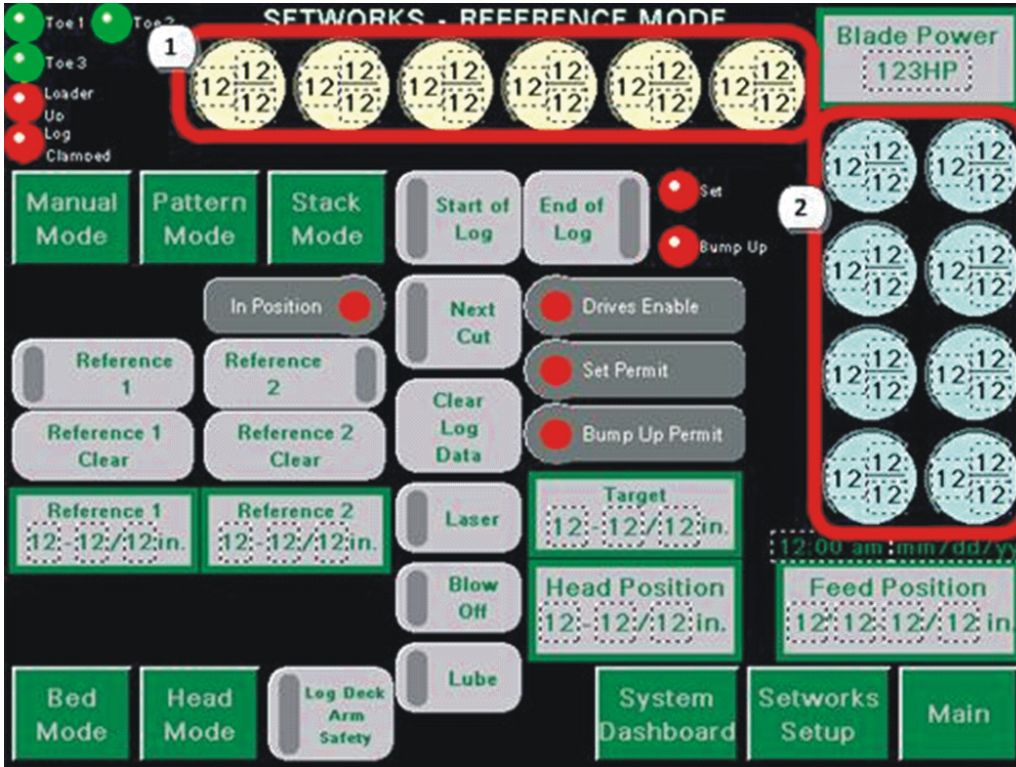 SETWORKS - REFERENCE MODE
Toe 1
Toe 2
Toe 3
Loader
Up
Log
Clamped
1
12 12/12 12 12/12 12 12/12 12 12/12 12 12/12 12 12/12
Blade Power
123HP
2
12 12/12 12 12/12
12 12/12 12 12/12
12 12/12 12 12/12
12 12/12 12 12/12
Manual
Mode
Pattern
Mode
Stack
Mode
Start of
Log
End of
Log
Set
Bump Up
In Position
Next
Cut
Drives Enable
Reference
1
Reference
2
Set Permit
Reference 1
Clear
Reference 2
Clear
Clear
Log
Data
Bump Up Permit
Reference 1
12-12/12in.
Reference 2
12-12/12in.
Laser
Target
12-12/12in.
12:00 am mm/dd/yy
Blow
Off
Head Position
12-12/12in.
Feed Position
12'12 12/12 in.
Lube
Bed
Mode
Head
Mode
Log Deck
Arm
Safety
System
Dashboard
Setworks
Setup
Main